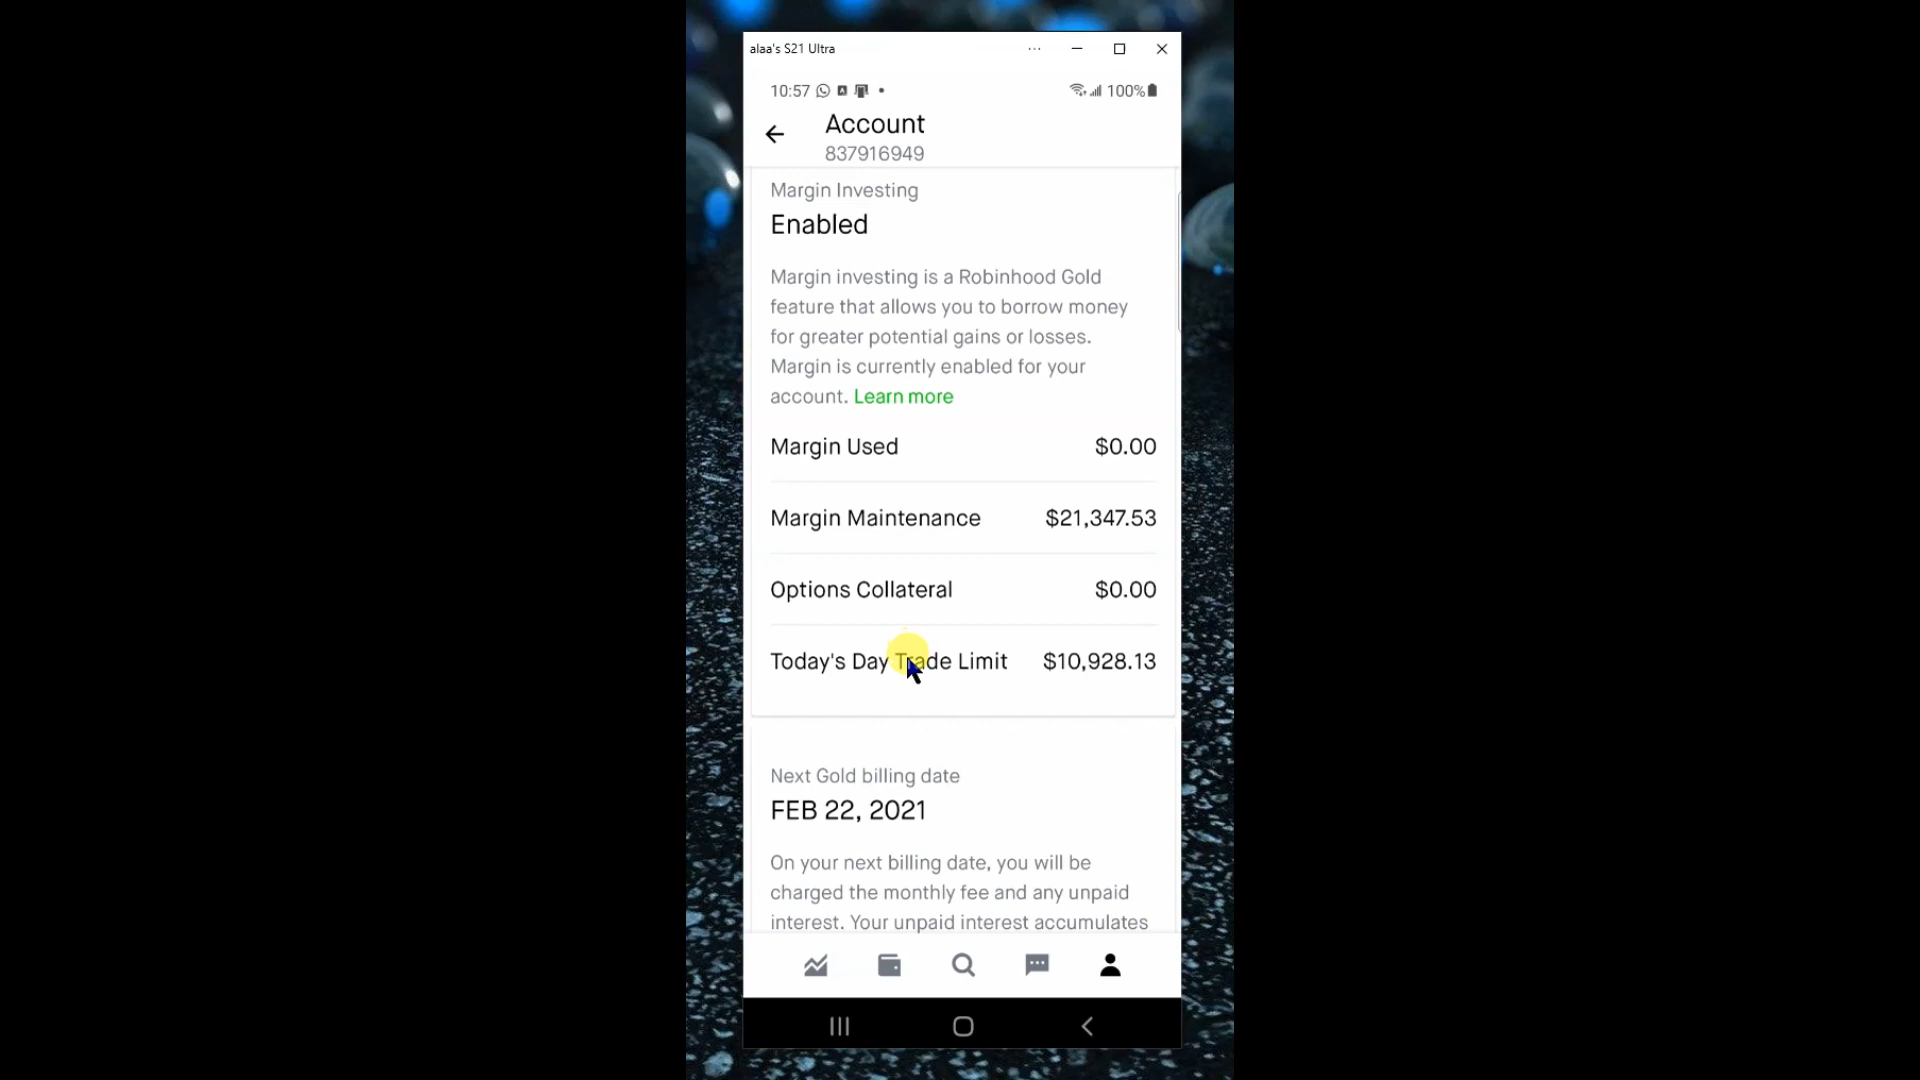 alaa's S21 Ultra
10:57 100%
Account
837916949
Margin Investing
Enabled
Margin investing is a Robinhood Gold
feature that allows you to borrow money
for greater potential gains or losses.
Margin is currently enabled for your
account. Learn more
Margin Used $0.00
Margin Maintenance $21,347.53
Options Collateral $0.00
Today's Day Trade Limit $10,928.13
Next Gold billing date
FEB 22, 2021
On your next billing date, you will be
charged the monthly fee and any unpaid
interest. Your unpaid interest accumulates